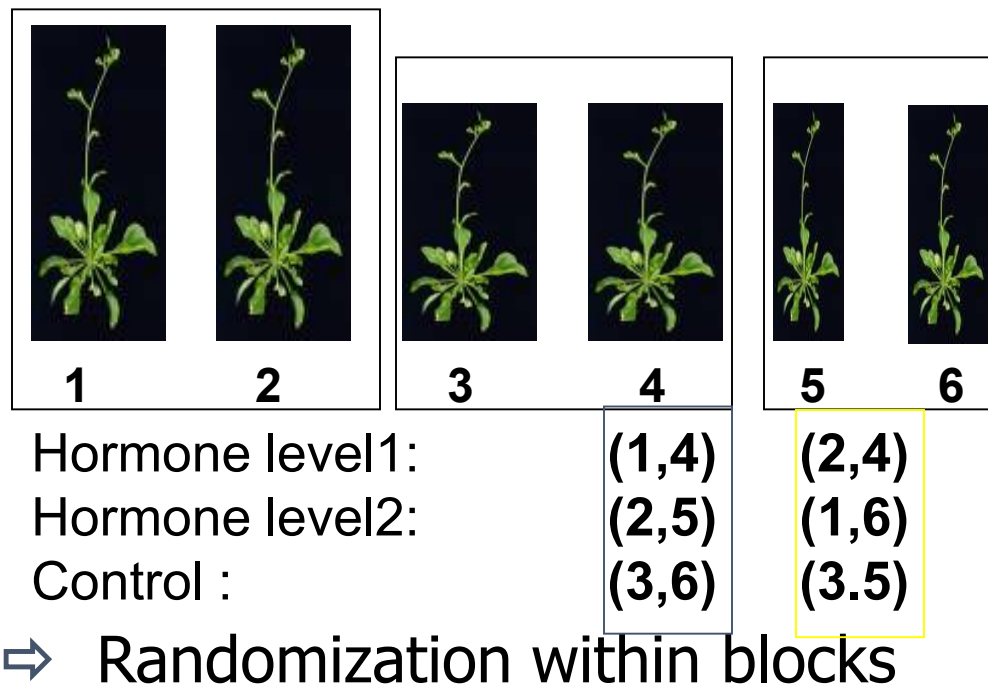 1 2 3 4 5 6
Hormone level1: (1,4) (2,4)
Hormone level2: (2,5) (1,6)
Control : (3,6) (3.5)
⇨ Randomization within blocks